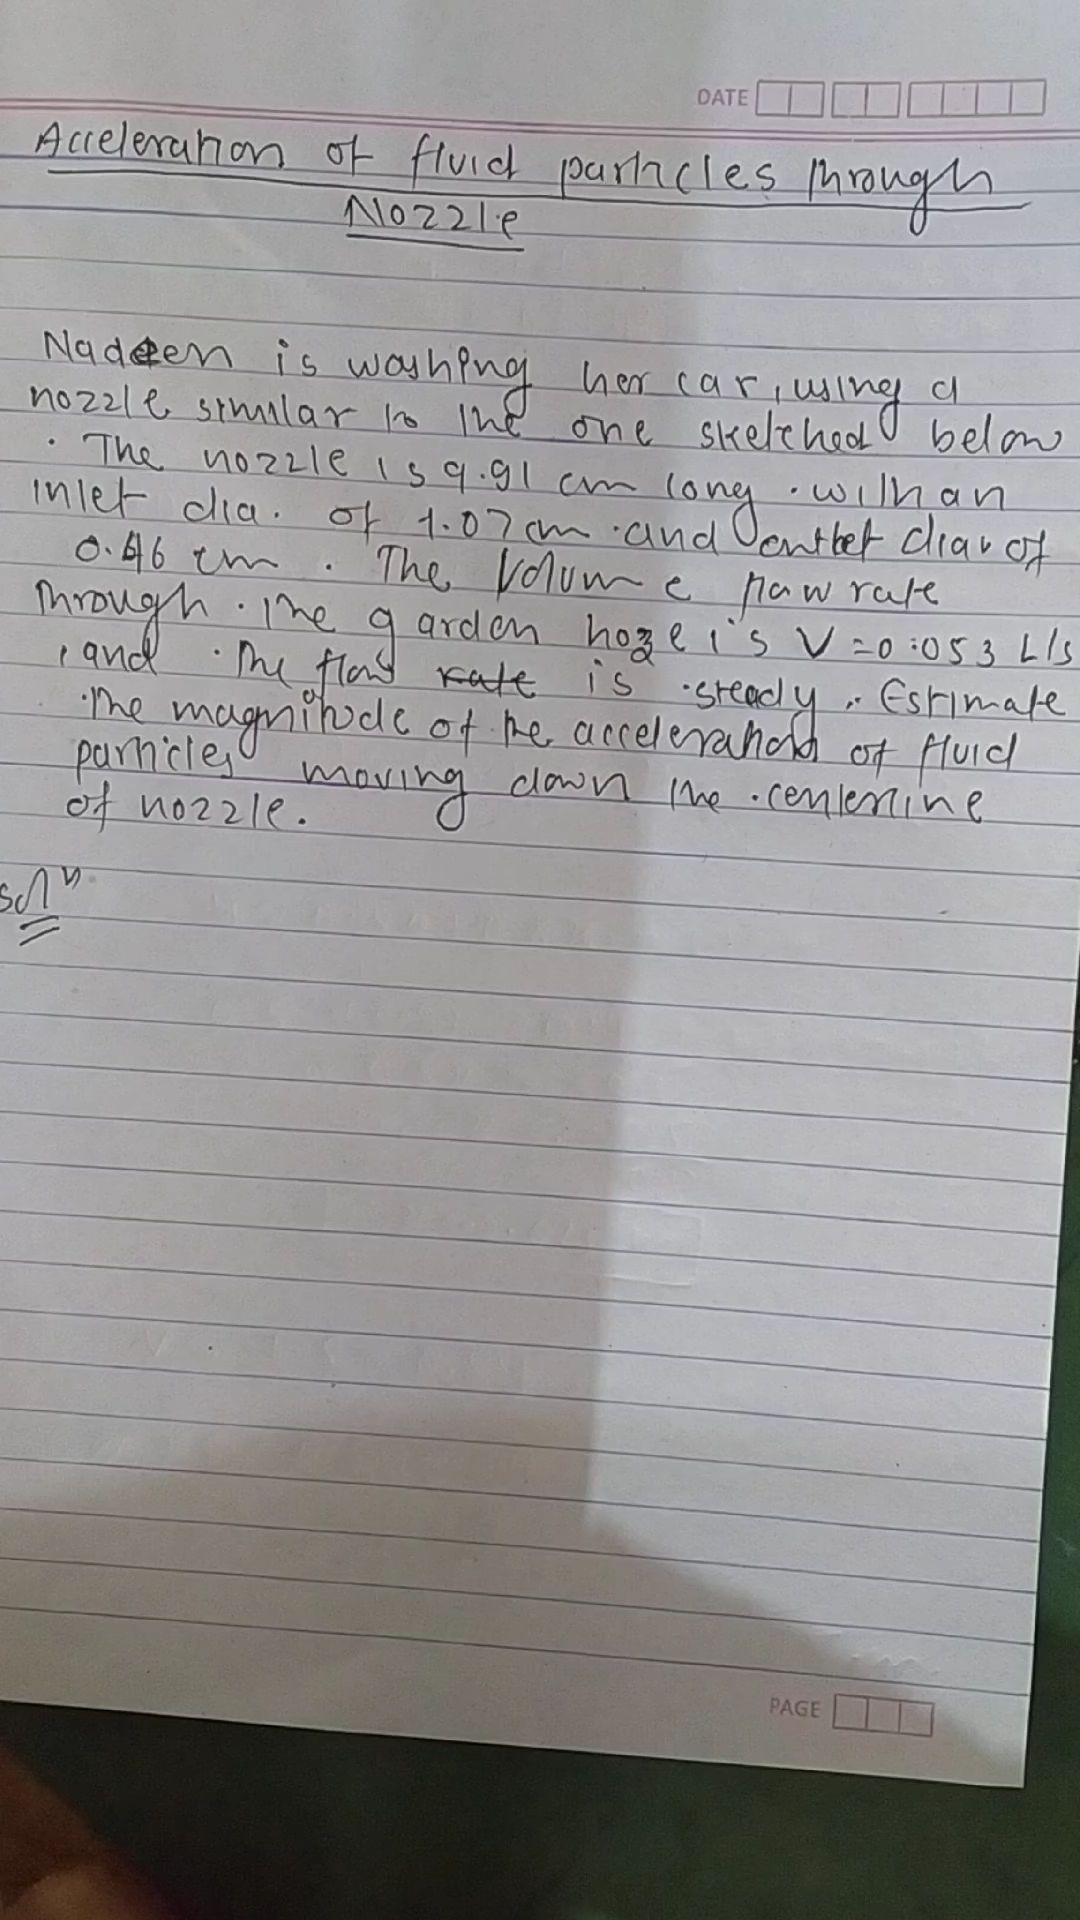 DATE
Acceleration of fluid particles through
Nozzle
Nadeen is washing her car, using a
nozzle similar to the one sketched below
. The nozzle is 9.91 cm long . with an
inlet dia. of 1.07 cm . and outlet dia of
0.46 cm . The Volume flow rate
through . the garden hoze is V = 0.053 L/s
, and . the flow rate is steady . Estimate
the magnitude of the acceleration of fluid
particles moving down the . centerline
of nozzle.
Solⁿ
PAGE